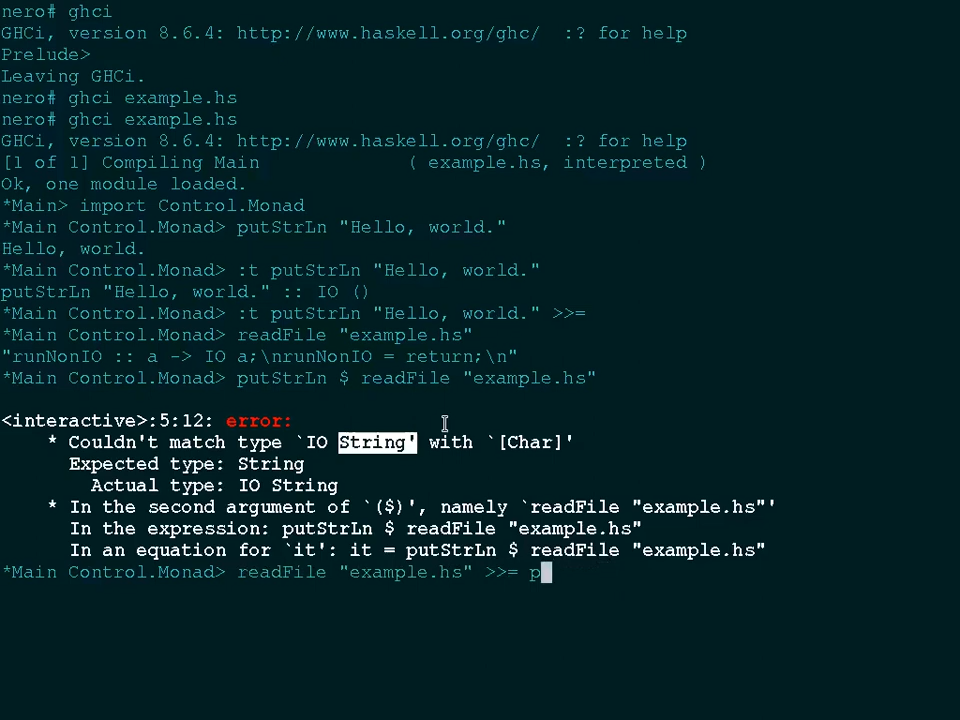 nero# ghci
GHCi, version 8.6.4: http://www.haskell.org/ghc/  :? for help
Prelude>
Leaving GHCi.
nero# ghci example.hs
nero# ghci example.hs
GHCi, version 8.6.4: http://www.haskell.org/ghc/  :? for help
[1 of 1] Compiling Main             ( example.hs, interpreted )
Ok, one module loaded.
*Main> import Control.Monad
*Main Control.Monad> putStrLn "Hello, world."
Hello, world.
*Main Control.Monad> :t putStrLn "Hello, world."
putStrLn "Hello, world." :: IO ()
*Main Control.Monad> :t putStrLn "Hello, world." >>=
*Main Control.Monad> readFile "example.hs"
"runNonIO :: a -> IO a;\nrunNonIO = return;\n"
*Main Control.Monad> putStrLn $ readFile "example.hs"
<interactive>:5:12: error:
    * Couldn't match type `IO String' with `[Char]'
      Expected type: String
        Actual type: IO String
    * In the second argument of `($)', namely `readFile "example.hs"'
      In the expression: putStrLn $ readFile "example.hs"
      In an equation for `it': it = putStrLn $ readFile "example.hs"
*Main Control.Monad> readFile "example.hs" >>= p